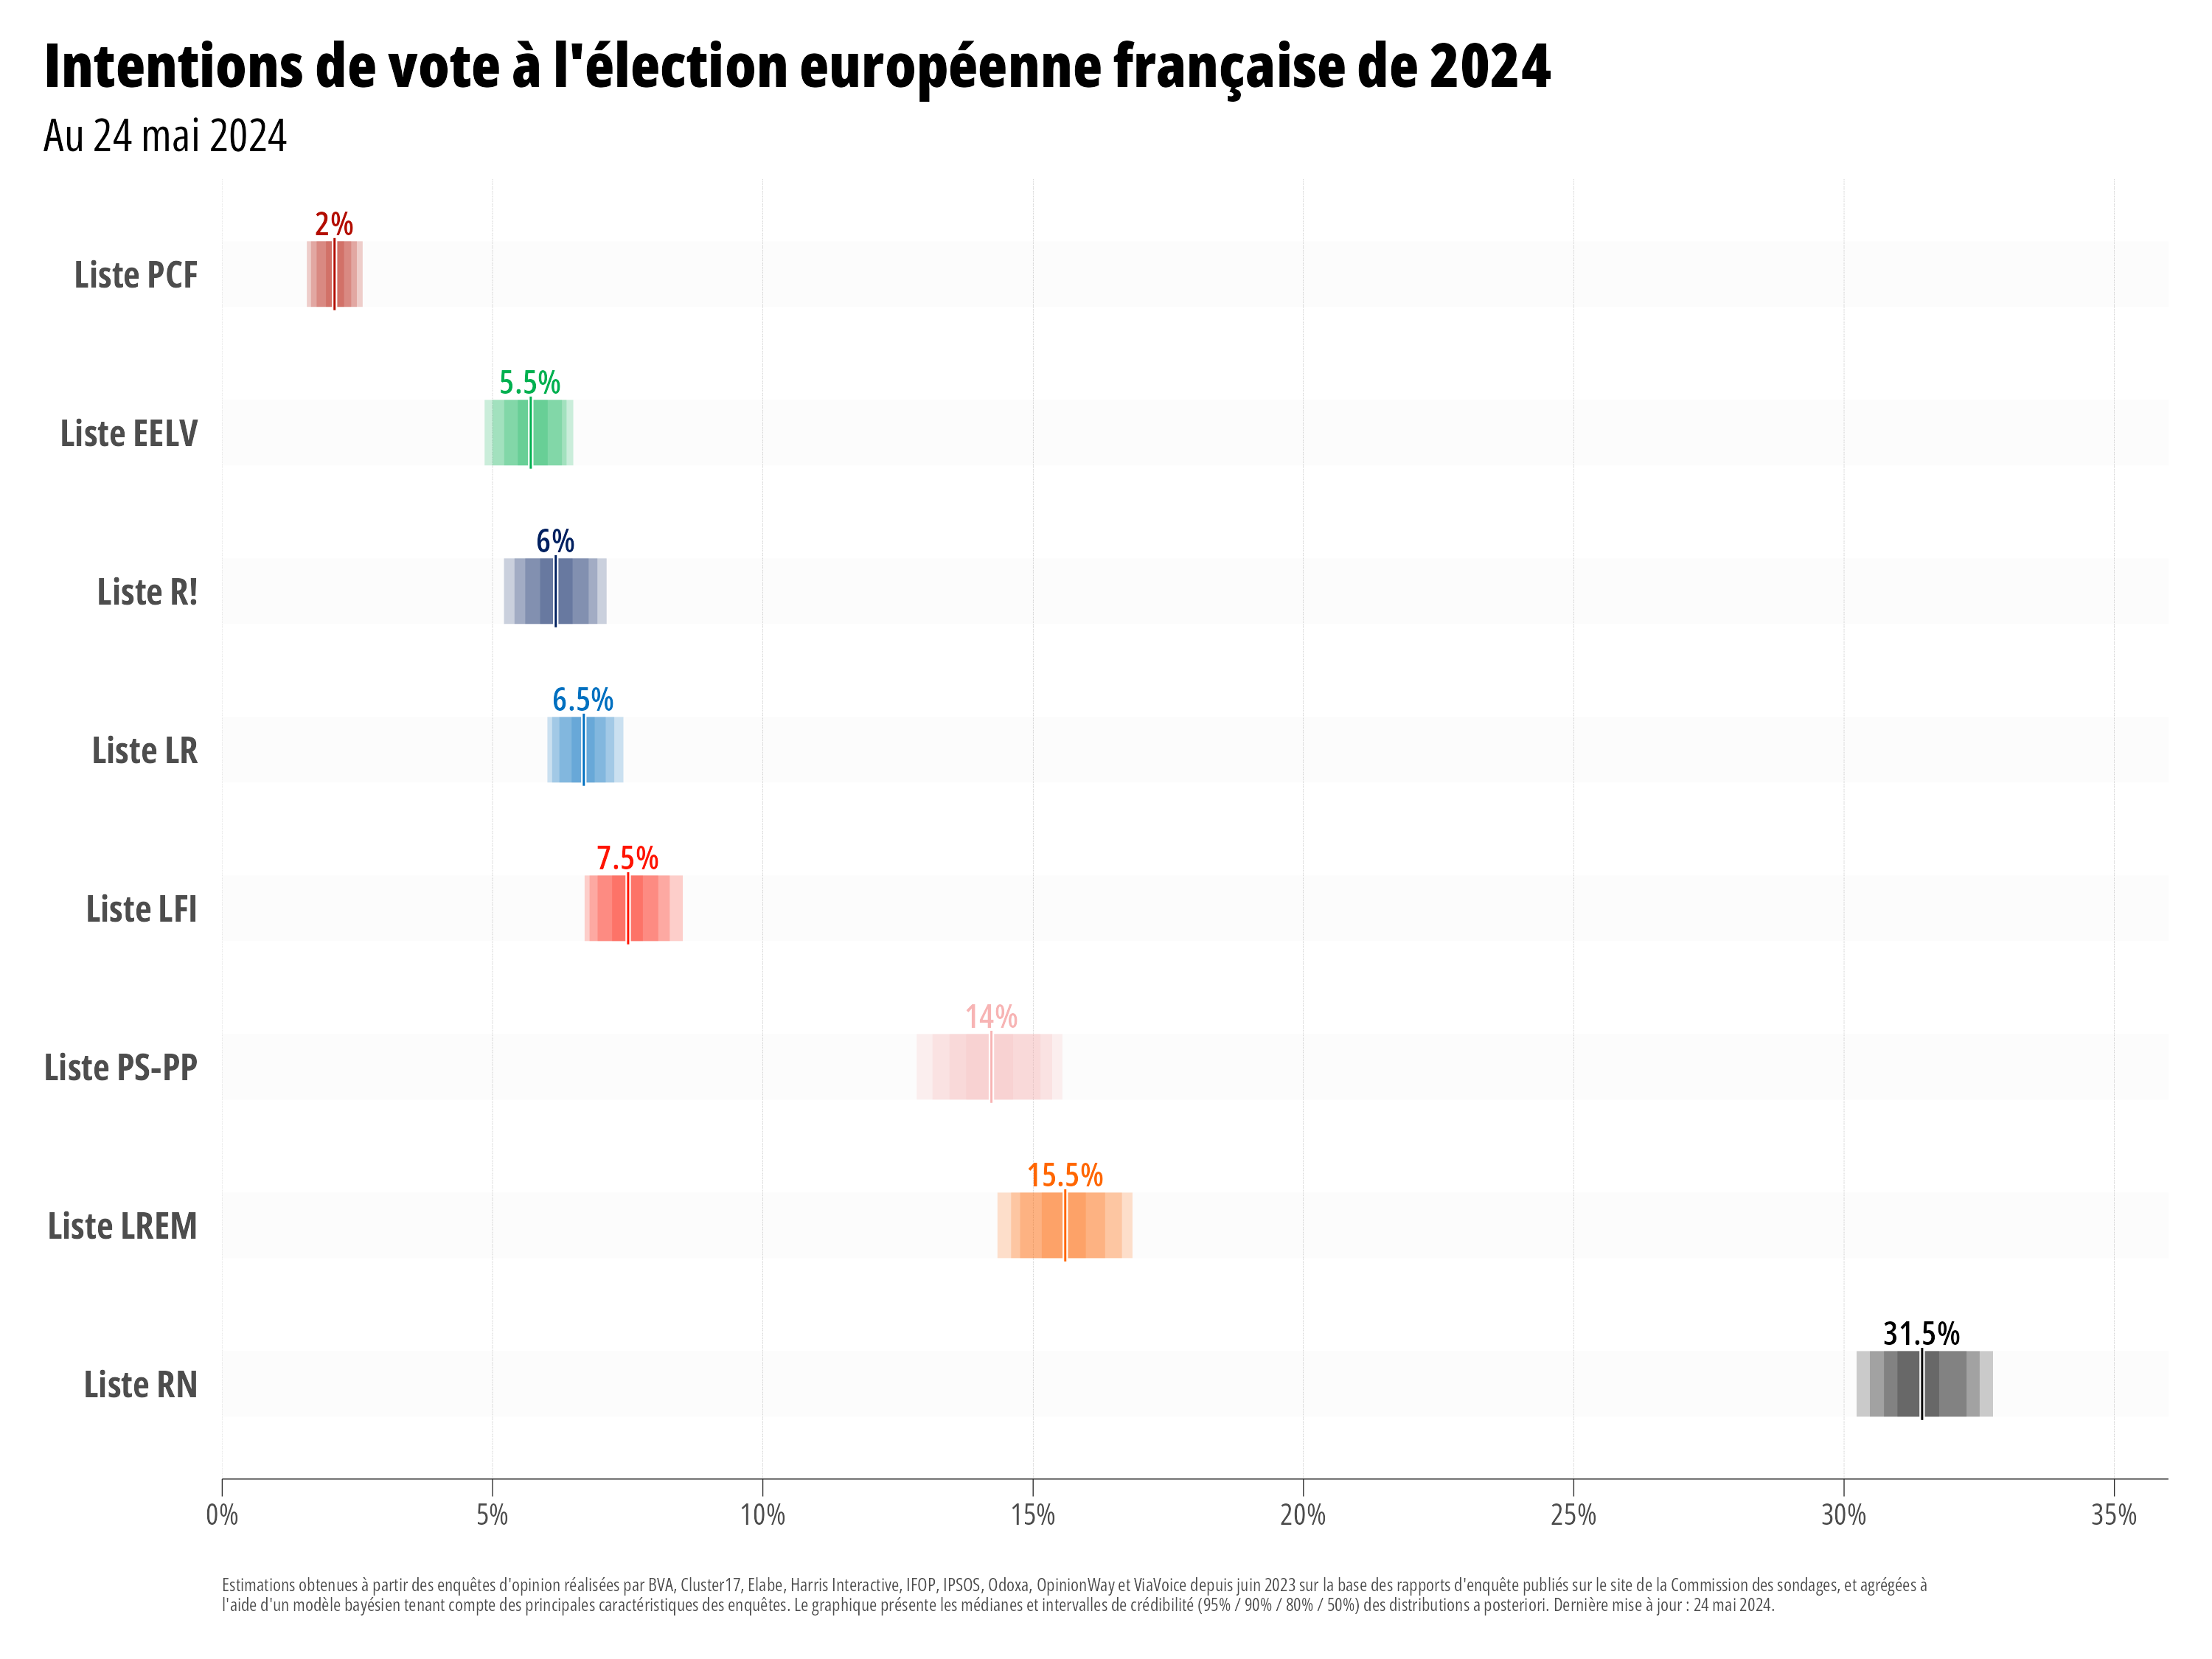 Intentions de vote à l'élection européenne française de 2024
Au 24 mai 2024
2%
Liste PCF
5.5%
Liste EELV
6%
Liste R!
6.5%
Liste LR
7.5%
Liste LFI
14%
Liste PS-PP
15.5%
Liste LREM
31.5%
Liste RN
0% 5% 10% 15% 20% 25% 30% 35%
Estimations obtenues à partir des enquêtes d'opinion réalisées par BVA, Cluster17, Elabe, Harris Interactive, IFOP, IPSOS, Odoxa, OpinionWay et ViaVoice depuis juin 2023 sur la base des rapports d'enquête publiés sur le site de la Commission des sondages, et agrégées à
l'aide d'un modèle bayésien tenant compte des principales caractéristiques des enquêtes. Le graphique présente les médianes et intervalles de crédibilité (95% / 90% / 80% / 50%) des distributions a posteriori. Dernière mise à jour : 24 mai 2024.